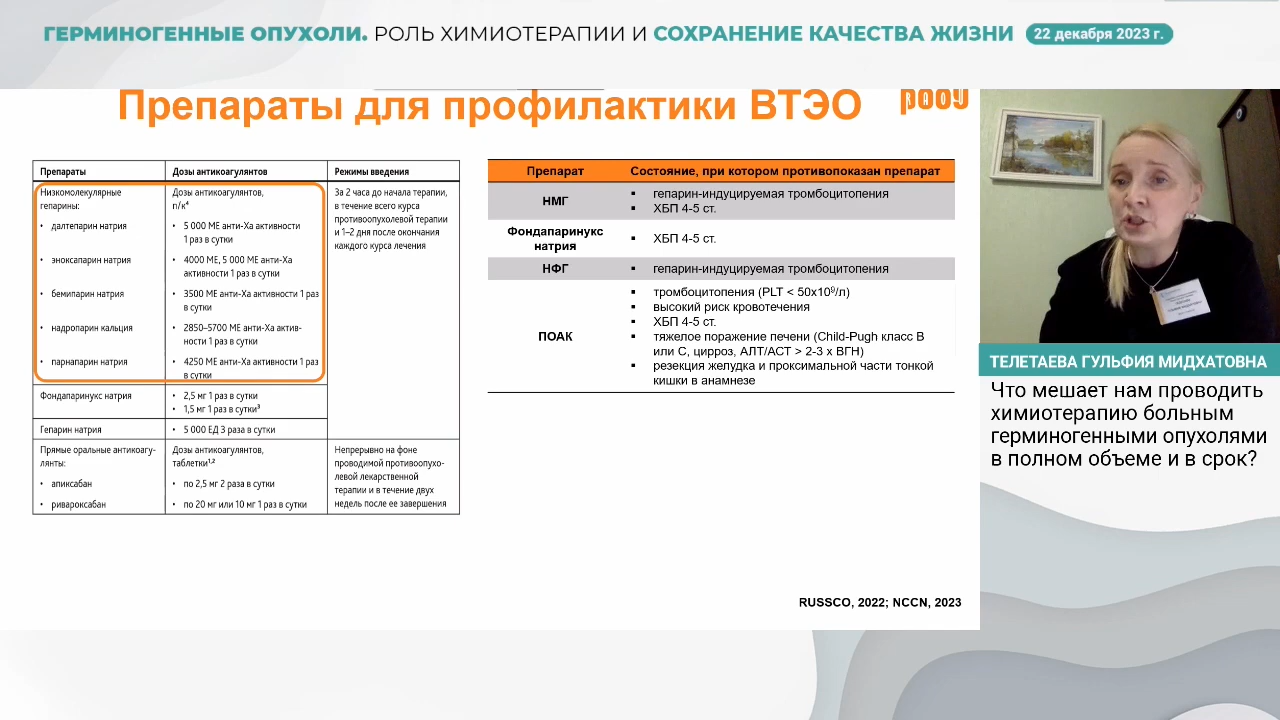 ГЕРМИНОГЕННЫЕ ОПУХОЛИ. РОЛЬ ХИМИОТЕРАПИИ И СОХРАНЕНИЕ КАЧЕСТВА ЖИЗНИ 22 декабря 2023 г.
Препараты для профилактики ВТЭО
Препараты Дозы антикоагулянтов Режимы введения
Низкомолекулярные
гепарины:
Дозы антикоагулянтов,
п/к⁴
За 2 часа до начала терапии,
в течение всего курса
противоопухолевой терапии
и 1–2 дня после окончания
каждого курса лечения
• далтепарин натрия
• 5 000 МЕ анти-Ха активности
1 раз в сутки
• эноксапарин натрия
• 4000 МЕ, 5 000 МЕ анти-Ха
активности 1 раз в сутки
• бемипарин натрия
• 3500 МЕ анти-Ха активности 1 раз
в сутки
• надропарин кальция
• 2850–5700 МЕ анти-Ха актив-
ности 1 раз в сутки
• парнапарин натрия
• 4250 МЕ анти-Ха активности 1 раз
в сутки
Фондапаринукс натрия
• 2,5 мг 1 раз в сутки
• 1,5 мг 1 раз в сутки³
Гепарин натрия
• 5 000 ЕД 3 раза в сутки
Прямые оральные антикоагу-
лянты:
Дозы антикоагулянтов,
таблетки¹,²
Непрерывно на фоне
проводимой противоопухо-
левой лекарственной
терапии и в течение двух
недель после ее завершения
• апиксабан
• по 2,5 мг 2 раза в сутки
• ривароксабан
• по 20 мг или 10 мг 1 раз в сутки
Препарат Состояние, при котором противопоказан препарат
НМГ
▪ гепарин-индуцируемая тромбоцитопения
▪ ХБП 4-5 ст.
Фондапаринукс
натрия
▪ ХБП 4-5 ст.
НФГ
▪ гепарин-индуцируемая тромбоцитопения
ПОАК
▪ тромбоцитопения (PLT < 50x10⁹/л)
▪ высокий риск кровотечения
▪ ХБП 4-5 ст.
▪ тяжелое поражение печени (Child-Pugh класс В
или С, цирроз, АЛТ/АСТ > 2-3 х ВГН)
▪ резекция желудка и проксимальной части тонкой
кишки в анамнезе
RUSSCO, 2022; NCCN, 2023
ТЕЛЕТАЕВА ГУЛЬФИЯ МИДХАТОВНА
Что мешает нам проводить
химиотерапию больным
герминогенными опухолями
в полном объеме и в срок?